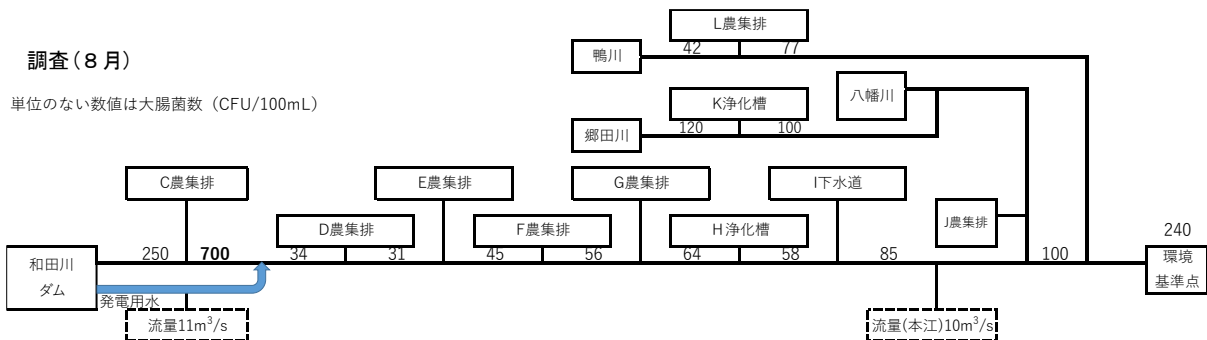 調査(8月)
単位のない数値は大腸菌数（CFU/100mL）
L農集排
鴨川
42
77
八幡川
K浄化槽
郷田川
120
100
C農集排
E農集排
G農集排
I下水道
D農集排
F農集排
H浄化槽
J農集排
和田川
ダム
250
700
34
31
45
56
64
58
85
100
240
環境
基準点
発電用水
流量11m³/s
流量(本江)10m³/s